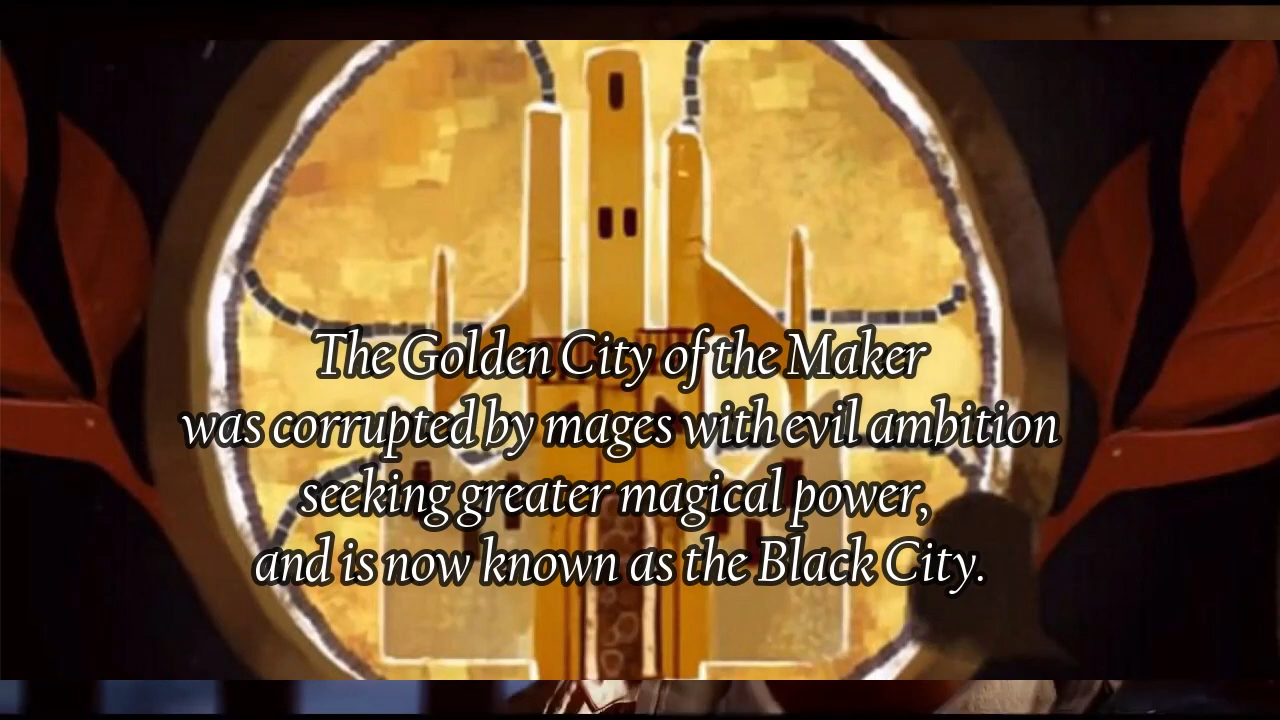 The Golden City of the Maker
was corrupted by mages with evil ambition
seeking greater magical power,
and is now known as the Black City.